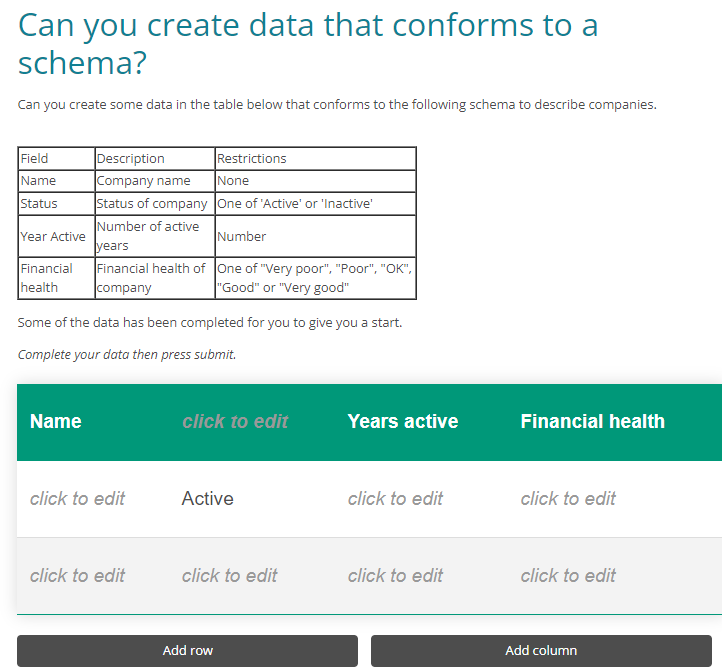 Can you create data that conforms to a
schema?
Can you create some data in the table below that conforms to the following schema to describe companies.
Field Description Restrictions
Name Company name None
Status Status of company One of 'Active' or 'Inactive'
Year Active Number of active years Number
Financial health Financial health of company One of "Very poor", "Poor", "OK", "Good" or "Very good"
Some of the data has been completed for you to give you a start.
Complete your data then press submit.
Name click to edit Years active Financial health
click to edit Active click to edit click to edit
click to edit click to edit click to edit click to edit
Add row Add column